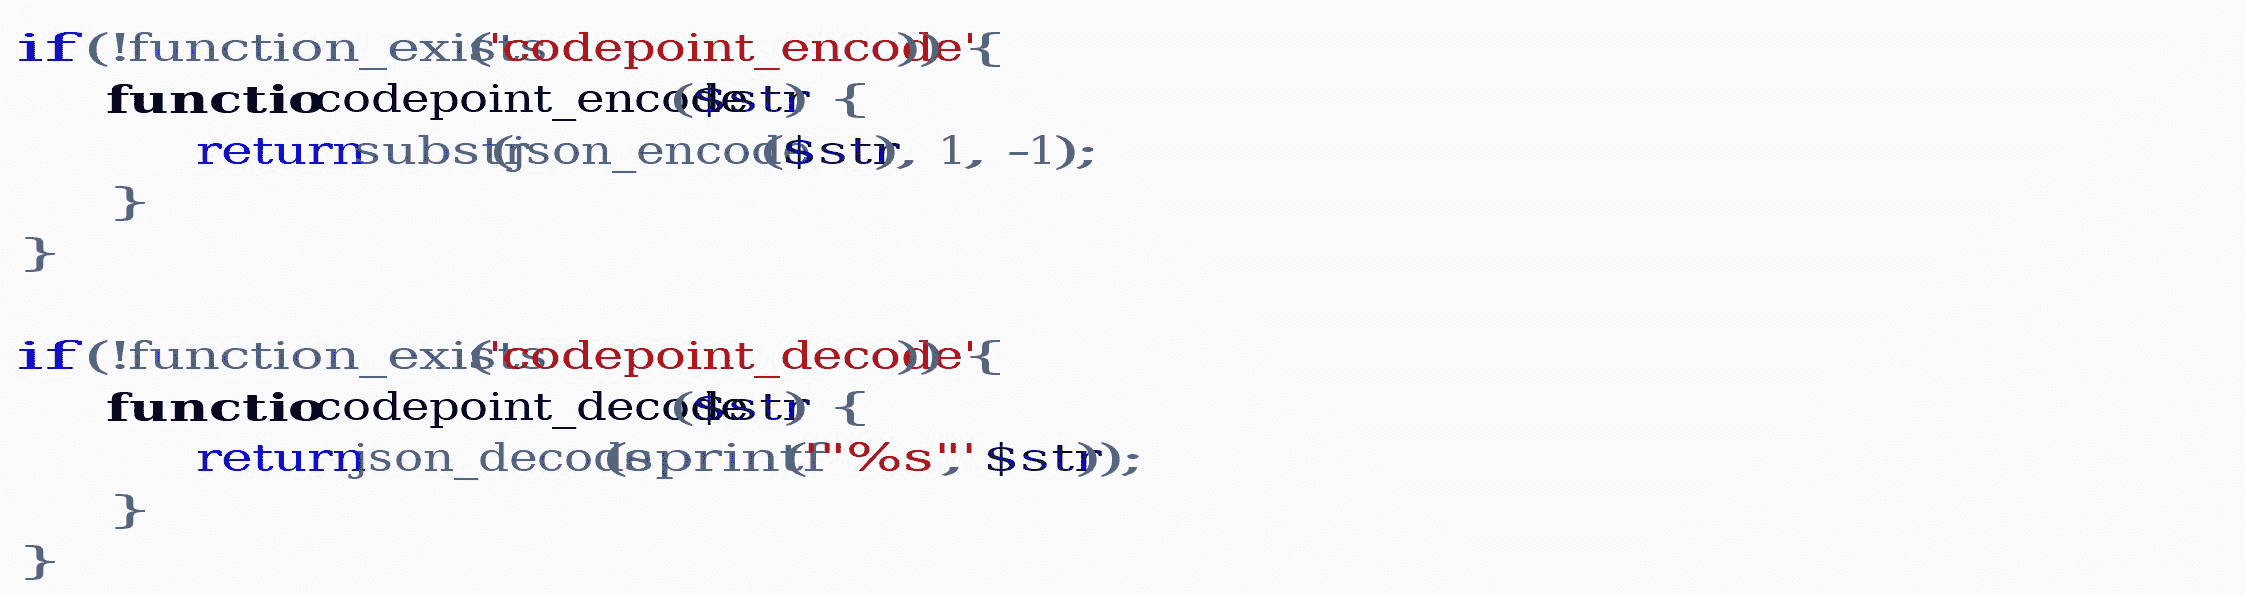 if (!function_exists('codepoint_encode')) {
    function codepoint_encode($str) {
        return substr(json_encode($str), 1, -1);
    }
}

if (!function_exists('codepoint_decode')) {
    function codepoint_decode($str) {
        return json_decode(sprintf('"%s"', $str));
    }
}